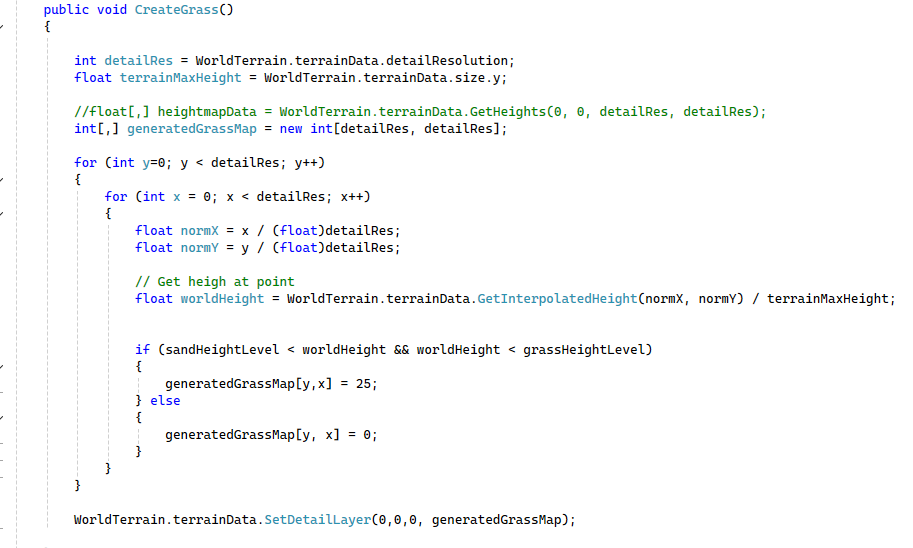 public void CreateGrass()
{
int detailRes = WorldTerrain.terrainData.detailResolution;
float terrainMaxHeight = WorldTerrain.terrainData.size.y;
//float[,] heightmapData = WorldTerrain.terrainData.GetHeights(0, 0, detailRes, detailRes);
int[,] generatedGrassMap = new int[detailRes, detailRes];
for (int y=0; y < detailRes; y++)
{
for (int x = 0; x < detailRes; x++)
{
float normX = x / (float)detailRes;
float normY = y / (float)detailRes;
// Get heigh at point
float worldHeight = WorldTerrain.terrainData.GetInterpolatedHeight(normX, normY) / terrainMaxHeight;
if (sandHeightLevel < worldHeight && worldHeight < grassHeightLevel)
{
generatedGrassMap[y,x] = 25;
} else
{
generatedGrassMap[y, x] = 0;
}
}
}
WorldTerrain.terrainData.SetDetailLayer(0,0,0, generatedGrassMap);